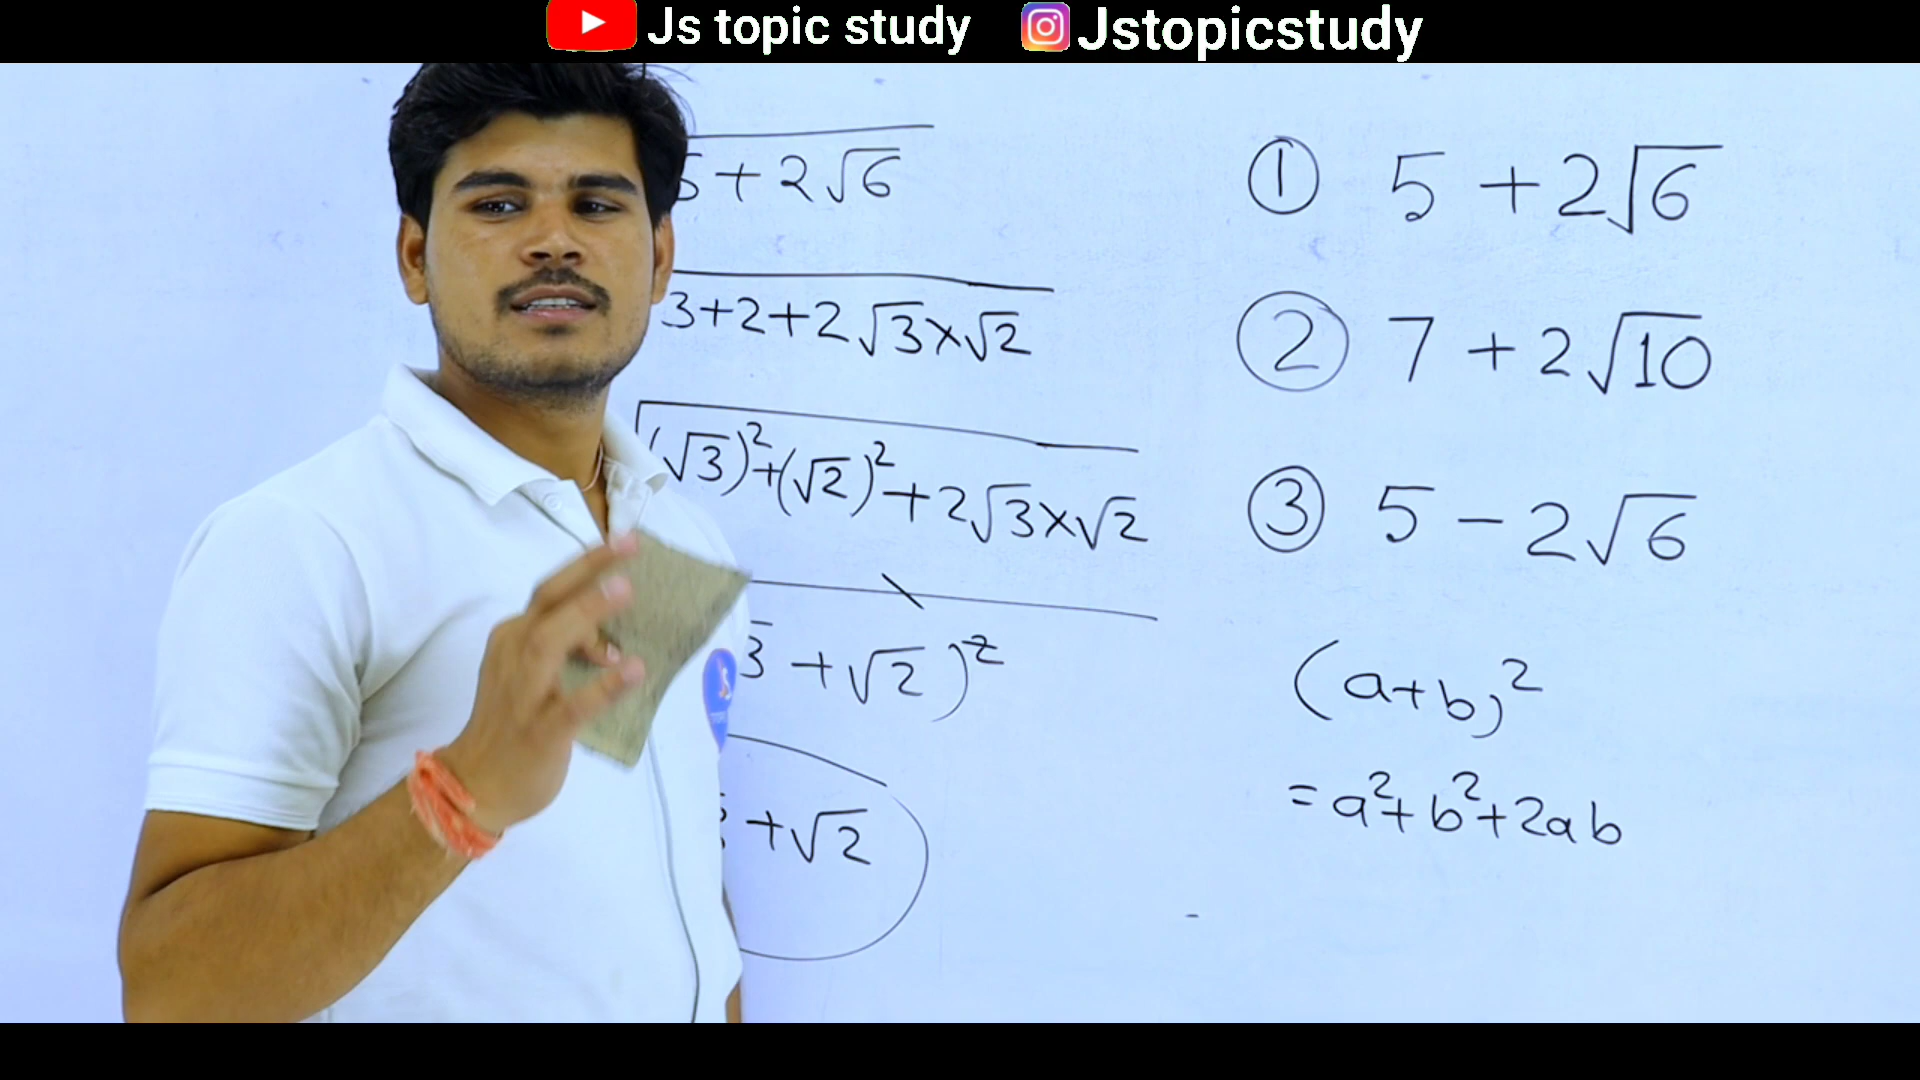 Js topic study
Jstopicstudy
5 + 2√6
3+2+2√3×√2
(√3)²+(√2)²+2√3×√2
3 + √2)²
+√2
① 5 + 2√6
② 7 + 2√10
③ 5 - 2√6
(a+b)²
= a²+b²+2ab